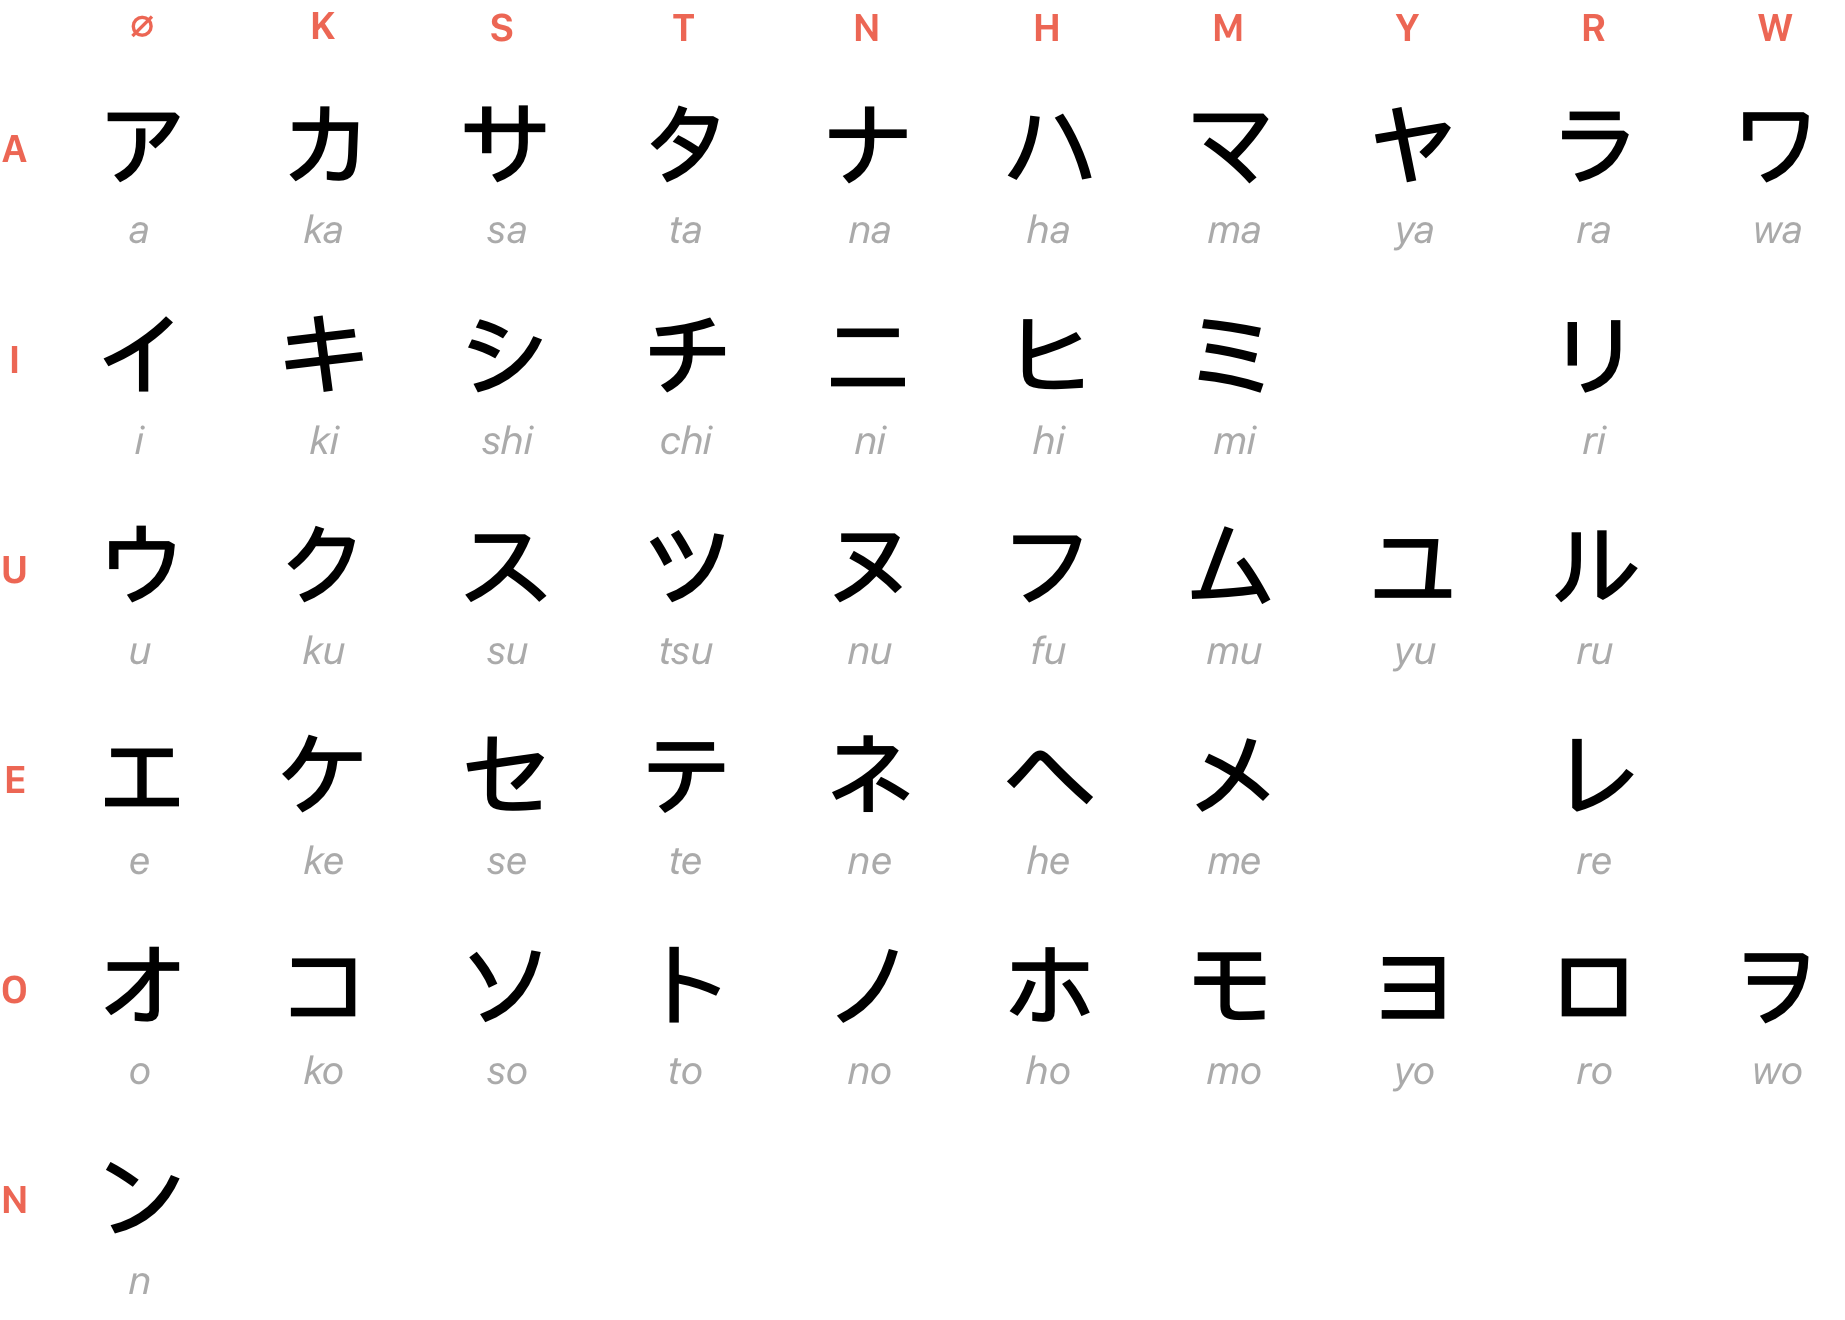 ∅ K S T N H M Y R W
A ア カ サ タ ナ ハ マ ヤ ラ ワ
a ka sa ta na ha ma ya ra wa
I イ キ シ チ ニ ヒ ミ リ
i ki shi chi ni hi mi ri
U ウ ク ス ツ ヌ フ ム ユ ル
u ku su tsu nu fu mu yu ru
E エ ケ セ テ ネ ヘ メ レ
e ke se te ne he me re
O オ コ ソ ト ノ ホ モ ヨ ロ ヲ
o ko so to no ho mo yo ro wo
N ン
n